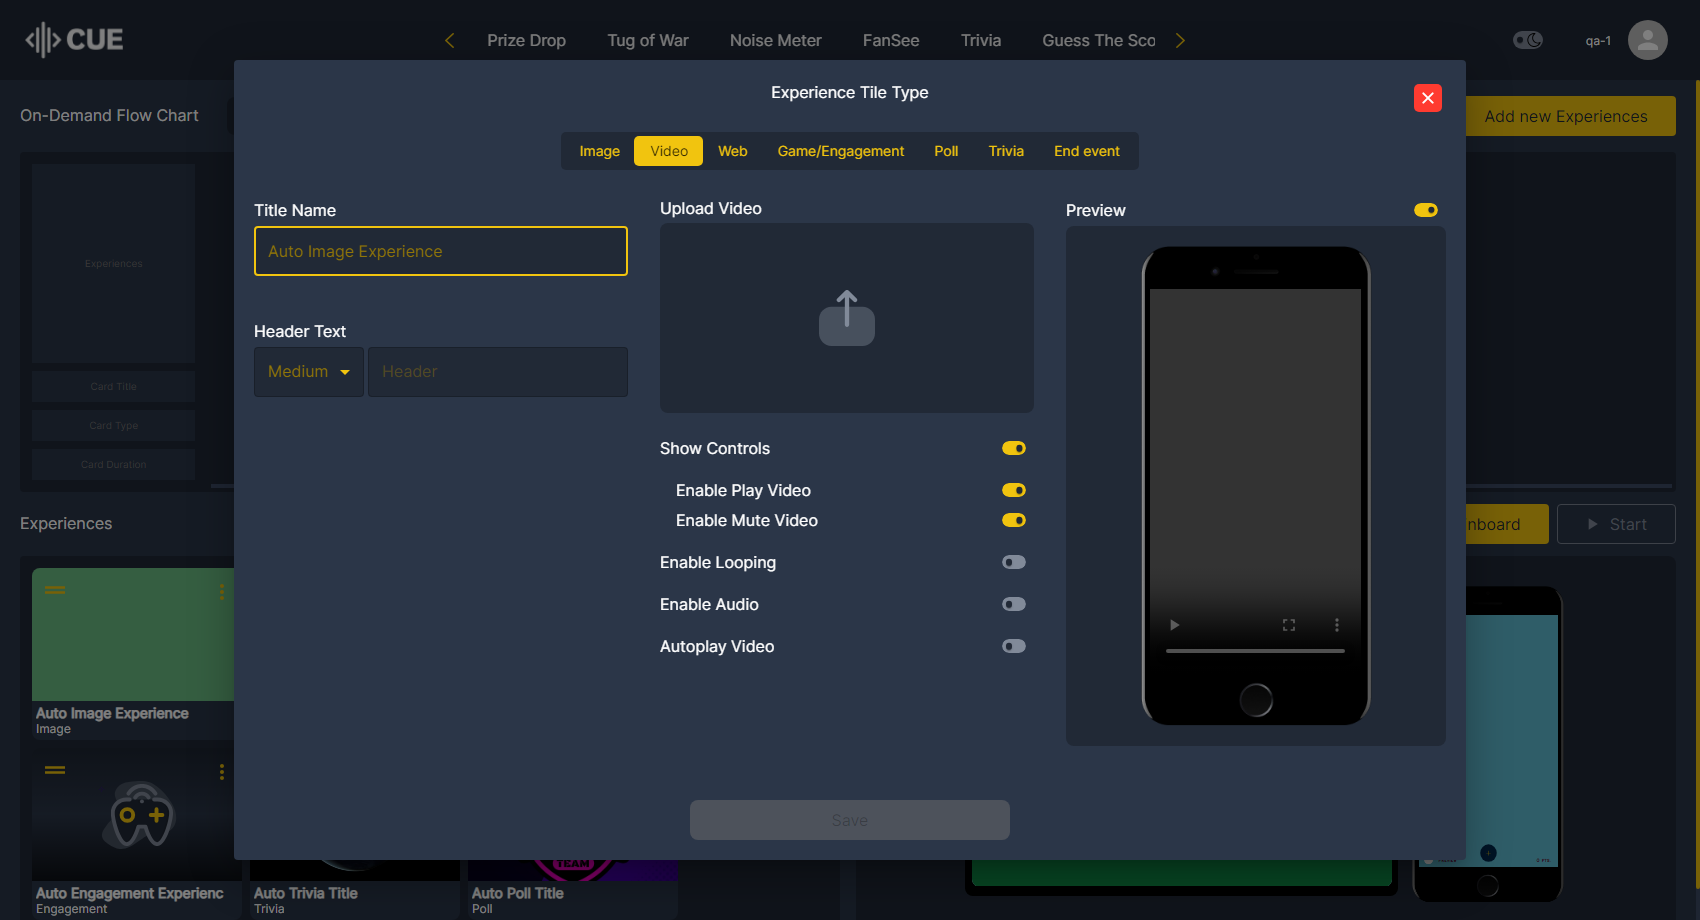 CUE
Prize Drop
Tug of War
Noise Meter
FanSee
Trivia
Guess The Sco
qa-1
On-Demand Flow Chart
Add new Experiences
Experience Tile Type
Image
Video
Web
Game/Engagement
Poll
Trivia
End event
Title Name
Auto Image Experience
Header Text
Medium
Header
Upload Video
Show Controls
Enable Play Video
Enable Mute Video
Enable Looping
Enable Audio
Autoplay Video
Preview
Save
Experiences
Card Title
Card Type
Card Duration
Experiences
nboard
Start
Auto Image Experience
Image
Auto Engagement Experienc
Engagement
Auto Trivia Title
Trivia
TEAM
Auto Poll Title
Poll